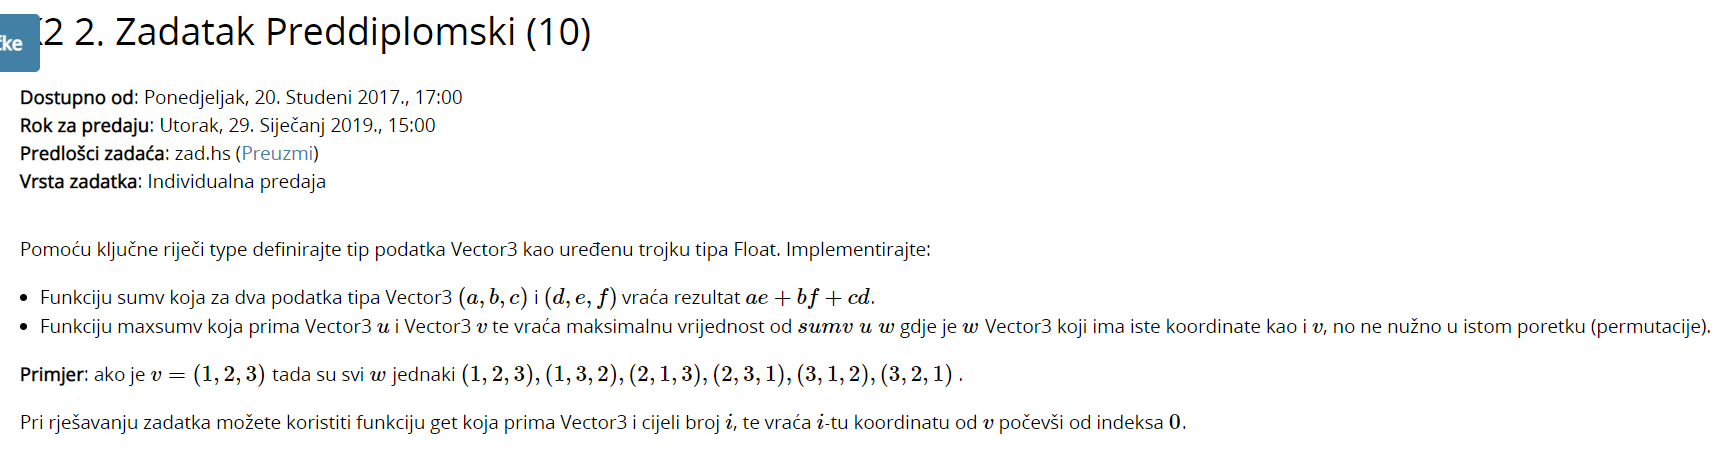 2 2. Zadatak Preddiplomski (10)
ke
Dostupno od: Ponedjeljak, 20. Studeni 2017., 17:00
Rok za predaju: Utorak, 29. Siječanj 2019., 15:00
Predlošci zadaća: zad.hs (Preuzmi)
Vrsta zadatka: Individualna predaja
Pomoću ključne riječi type definirajte tip podatka Vector3 kao uređenu trojku tipa Float. Implementirajte:
• Funkciju sumv koja za dva podatka tipa Vector3 (a, b, c) i (d, e, f) vraća rezultat ae + bf + cd.
• Funkciju maxsumv koja prima Vector3 u i Vector3 v te vraća maksimalnu vrijednost od sumv u w gdje je w Vector3 koji ima iste koordinate kao i v, no ne nužno u istom poretku (permutacije).
Primjer: ako je v = (1, 2, 3) tada su svi w jednaki (1, 2, 3), (1, 3, 2), (2, 1, 3), (2, 3, 1), (3, 1, 2), (3, 2, 1) .
Pri rješavanju zadatka možete koristiti funkciju get koja prima Vector3 i cijeli broj i, te vraća i-tu koordinatu od v počevši od indeksa 0.